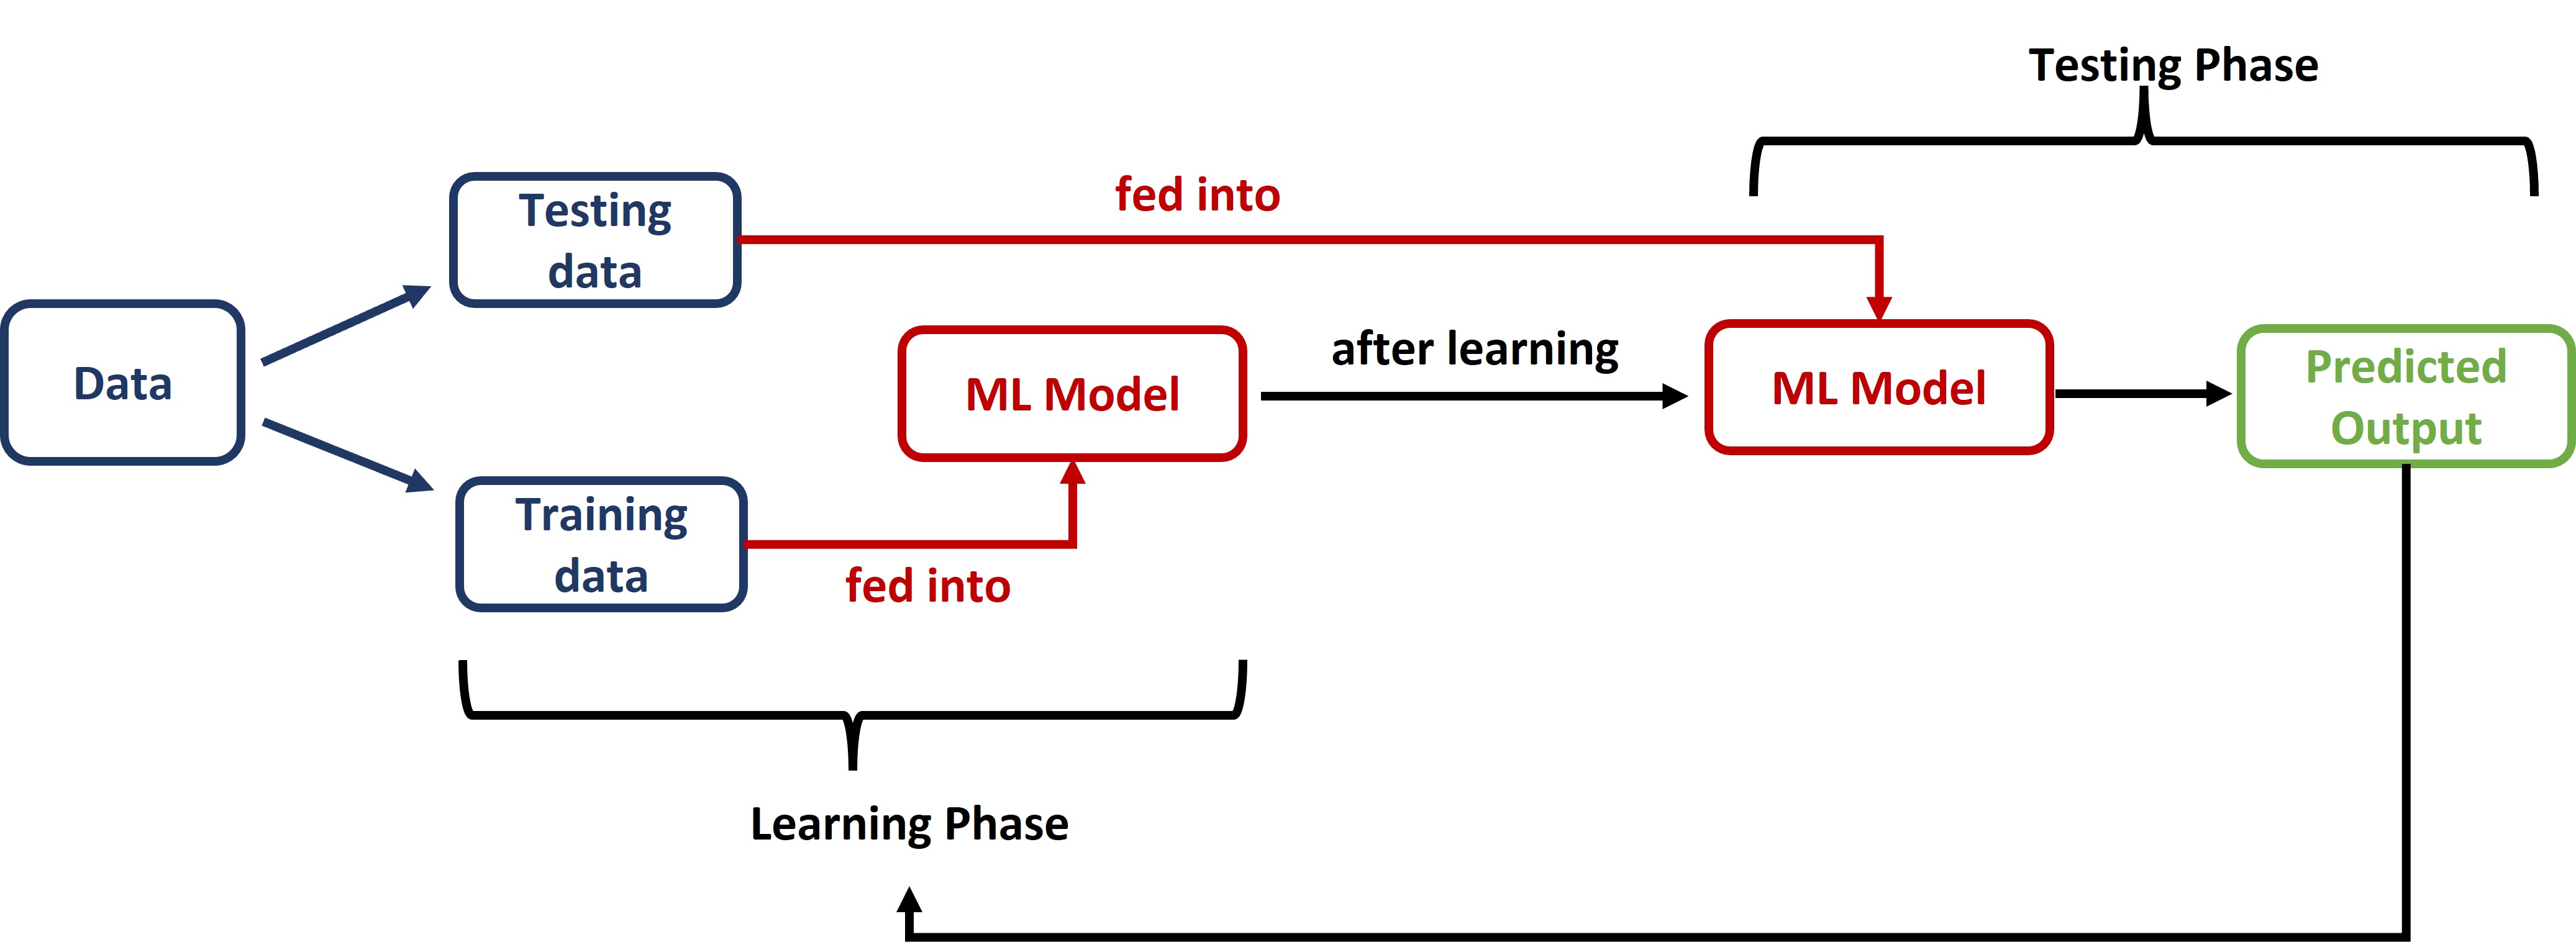 Testing Phase
fed into
Testing
data
Data
after learning
ML Model
ML Model
Predicted
Output
Training
data
fed into
Learning Phase